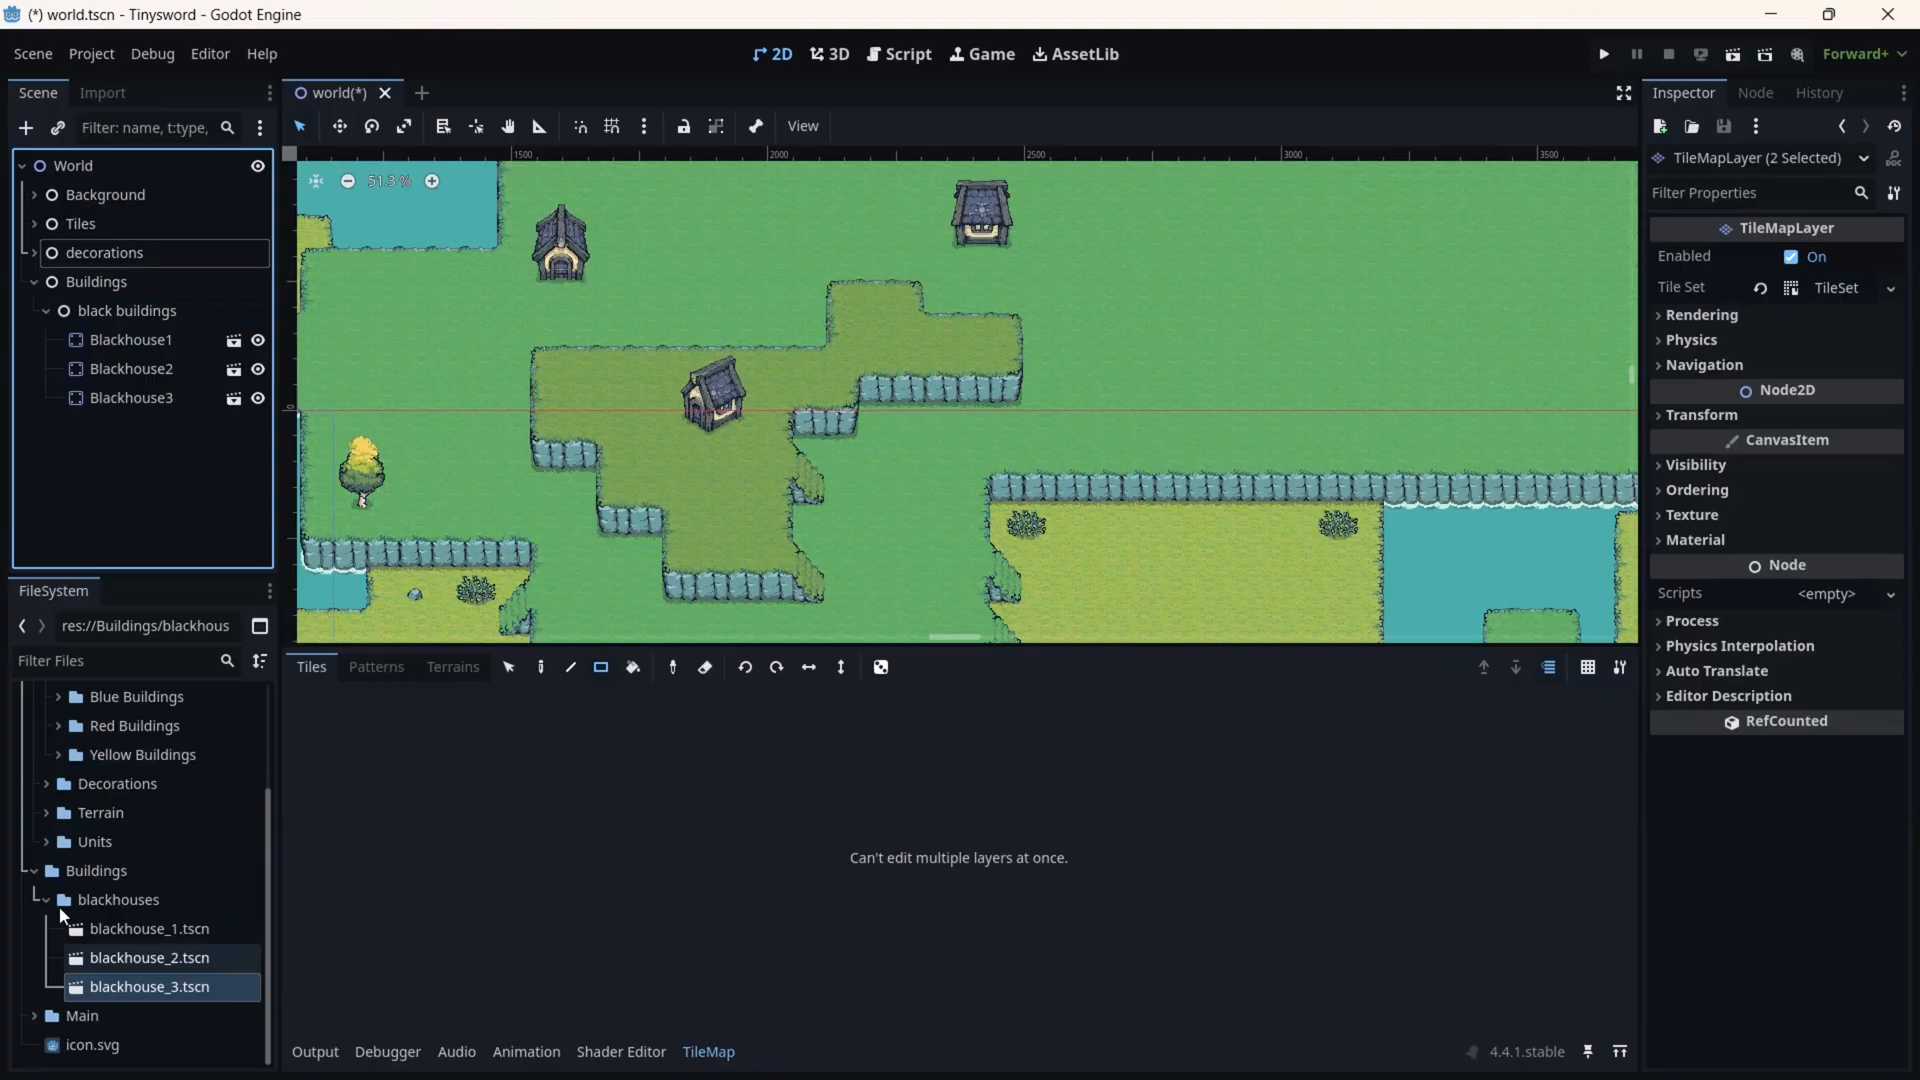 (*) world.tscn - Tinysword - Godot Engine
Scene Project Debug Editor Help
2D 3D Script Game AssetLib
Forward+
Scene Import
world(*)
Inspector Node History
Filter: name, t:type,
View
World
Background
Tiles
decorations
Buildings
black buildings
Blackhouse1
Blackhouse2
Blackhouse3
1500 2000 2500 3000 3500
51.3 %
0
TileMapLayer (2 Selected)
Filter Properties
TileMapLayer
Enabled On
Tile Set TileSet
Rendering
Physics
Navigation
Node2D
Transform
CanvasItem
Visibility
Ordering
Texture
Material
Node
Scripts <empty>
Process
Physics Interpolation
Auto Translate
Editor Description
RefCounted
FileSystem
res://Buildings/blackhous
Filter Files
Blue Buildings
Red Buildings
Yellow Buildings
Decorations
Terrain
Units
Buildings
blackhouses
blackhouse_1.tscn
blackhouse_2.tscn
blackhouse_3.tscn
Main
icon.svg
Tiles Patterns Terrains
Can't edit multiple layers at once.
Output Debugger Audio Animation Shader Editor TileMap
4.4.1.stable